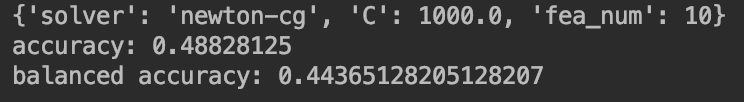 {'solver': 'newton-cg', 'C': 1000.0, 'fea_num': 10}
accuracy: 0.48828125
balanced accuracy: 0.44365128205128207